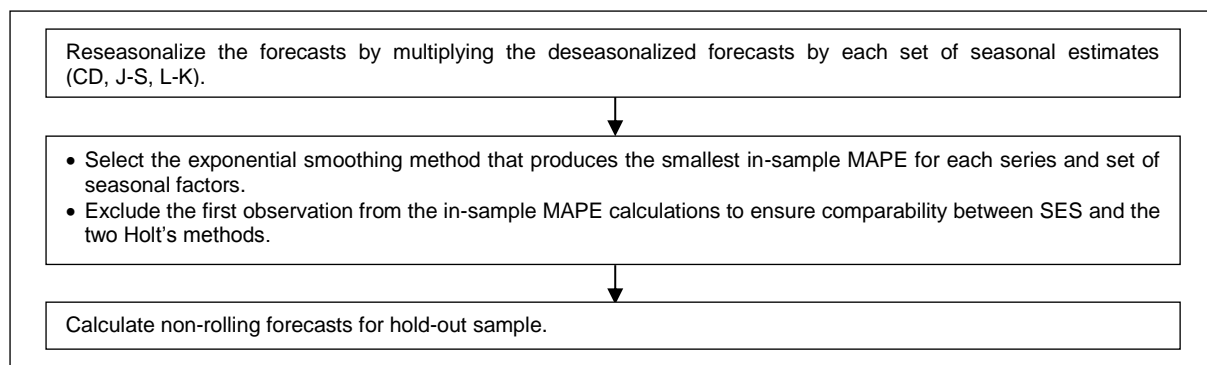 Reseasonalize the forecasts by multiplying the deseasonalized forecasts by each set of seasonal estimates
(CD, J-S, L-K).
• Select the exponential smoothing method that produces the smallest in-sample MAPE for each series and set of
seasonal factors.
• Exclude the first observation from the in-sample MAPE calculations to ensure comparability between SES and the
two Holt's methods.
Calculate non-rolling forecasts for hold-out sample.